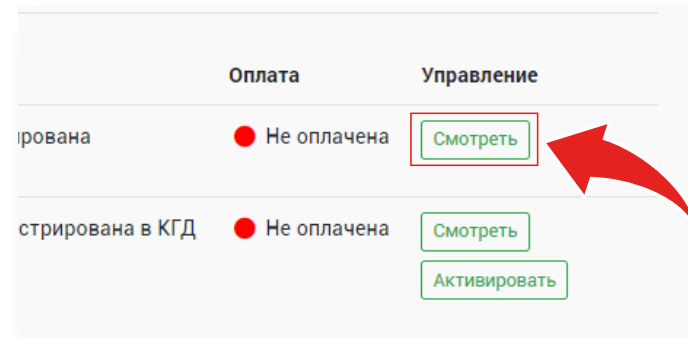 Оплата Управление
ирована Не оплачена Смотреть
стрирована в КГД Не оплачена Смотреть
Активировать